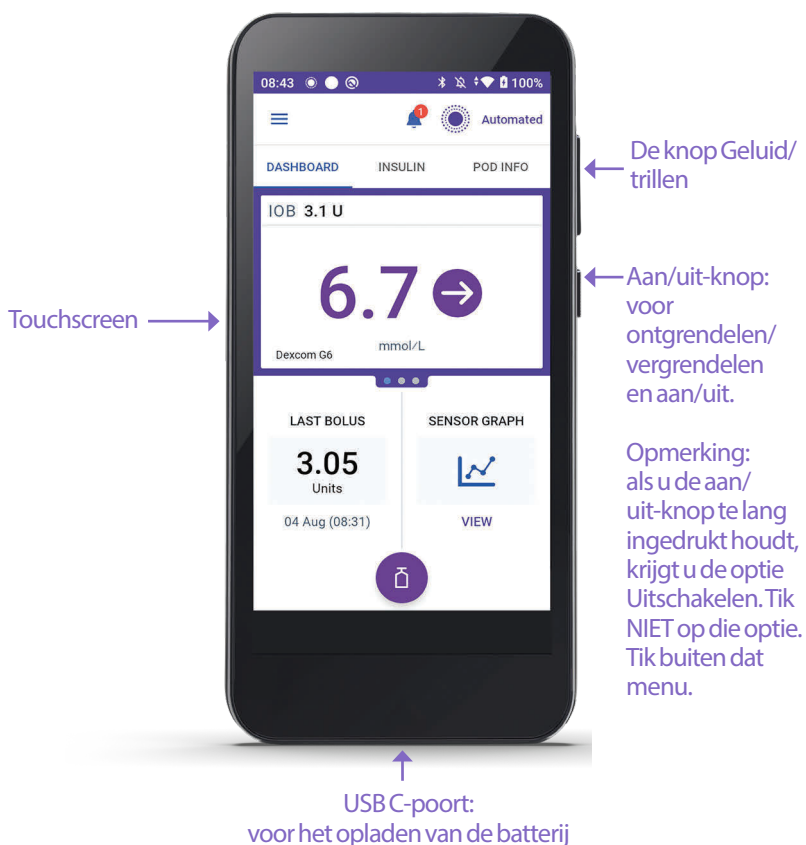 08:43 100%
1 Automated
DASHBOARD INSULIN POD INFO
IOB 3.1 U
6.7
mmol/L
Dexcom G6
LAST BOLUS SENSOR GRAPH
3.05
Units
04 Aug (08:31) VIEW
Touchscreen
De knop Geluid/
trillen
Aan/uit-knop:
voor
ontgrendelen/
vergrendelen
en aan/uit.
Opmerking:
als u de aan/
uit-knop te lang
ingedrukt houdt,
krijgt u de optie
Uitschakelen. Tik
NIET op die optie.
Tik buiten dat
menu.
USB C-poort:
voor het opladen van de batterij